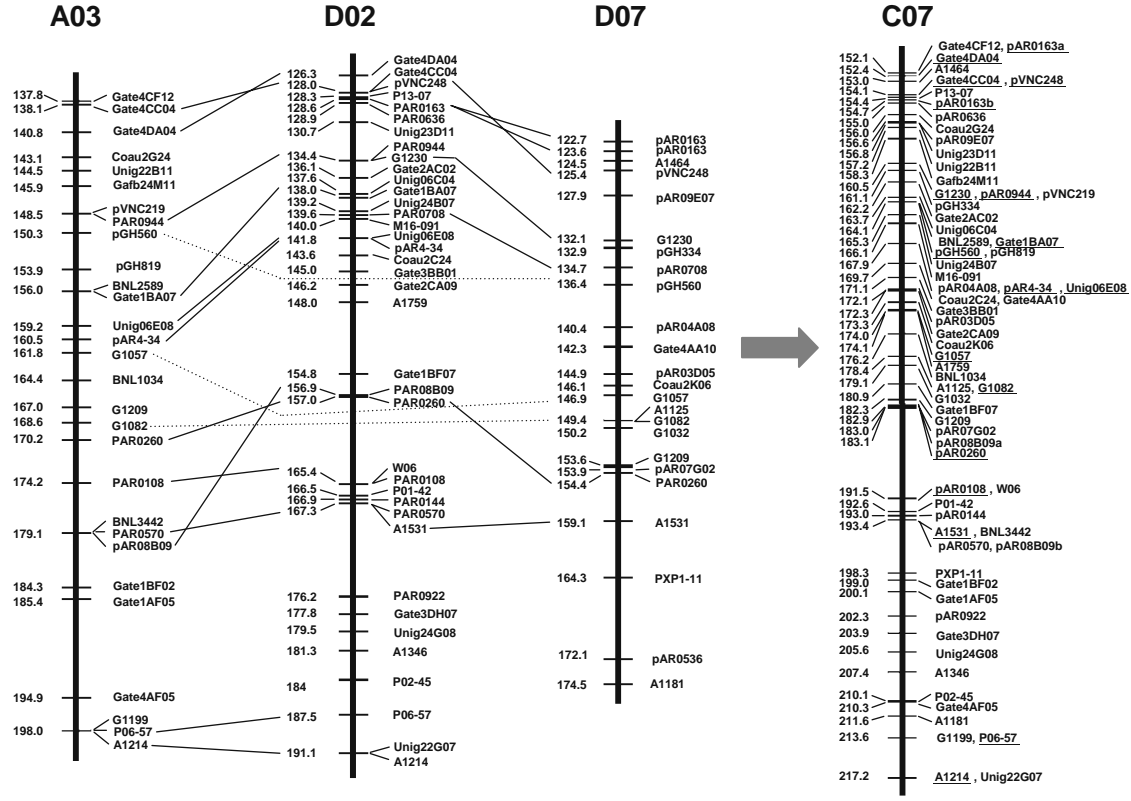 A03
D02
D07
C07
137.8
138.1
140.8
143.1
144.5
145.9
148.5
150.3
153.9
156.0
159.2
160.5
161.8
164.4
167.0
168.6
170.2
174.2
179.1
184.3
185.4
194.9
198.0
Gate4CF12
Gate4CC04
Gate4DA04
Coau2G24
Unig22B11
Gafb24M11
pVNC219
PAR0944
pGH560
pGH819
BNL2589
Gate1BA07
Unig06E08
pAR4-34
G1057
BNL1034
G1209
G1082
PAR0260
PAR0108
BNL3442
PAR0570
pAR08B09
Gate1BF02
Gate1AF05
Gate4AF05
G1199
P06-57
A1214
126.3
128.0
128.3
128.6
128.9
130.7
134.4
136.1
137.6
138.0
139.2
139.6
140.0
141.8
143.6
145.0
146.2
148.0
154.8
156.9
157.0
165.4
166.5
166.9
167.3
176.2
177.8
179.5
181.3
184
187.5
191.1
Gate4DA04
Gate4CC04
pVNC248
P13-07
PAR0163
PAR0636
Unig23D11
PAR0944
G1230
Gate2AC02
Unig06C04
Gate1BA07
Unig24B07
PAR0708
M16-091
Unig06E08
pAR4-34
Coau2C24
Gate3BB01
Gate2CA09
A1759
Gate1BF07
PAR08B09
PAR0260
W06
PAR0108
P01-42
PAR0144
PAR0570
A1531
PAR0922
Gate3DH07
Unig24G08
A1346
P02-45
P06-57
Unig22G07
A1214
122.7
123.6
124.5
125.4
127.9
132.1
132.9
134.7
136.4
140.4
142.3
144.9
146.1
146.9
149.4
150.2
153.6
153.9
154.4
159.1
164.3
172.1
174.5
pAR0163
pAR0163
A1464
pVNC248
pAR09E07
G1230
pGH334
pAR0708
pGH560
pAR04A08
Gate4AA10
pAR03D05
Coau2K06
G1057
A1125
G1082
G1032
G1209
pAR07G02
PAR0260
A1531
PXP1-11
pAR0536
A1181
152.1
152.4
153.0
154.1
154.4
154.7
155.0
156.0
156.6
156.8
157.2
158.3
160.5
161.1
162.2
163.7
164.1
165.3
166.1
167.9
169.7
171.1
172.1
172.3
173.3
174.0
174.1
176.2
178.4
179.1
180.9
182.3
182.9
183.0
183.1
191.5
192.6
193.0
193.4
198.3
199.0
200.1
202.3
203.9
205.6
207.4
210.1
210.3
211.6
213.6
217.2
Gate4CF12, pAR0163a
Gate4DA04
A1464
Gate4CC04 , pVNC248
P13-07
pAR0163b
pAR0636
Coau2G24
pAR09E07
Unig23D11
Unig22B11
Gafb24M11
G1230 , pAR0944 , pVNC219
pGH334
Gate2AC02
Unig06C04
BNL2589, Gate1BA07
pGH560 , pGH819
Unig24B07
M16-091
pAR04A08, pAR4-34 , Unig06E08
Coau2C24, Gate4AA10
Gate3BB01
pAR03D05
Gate2CA09
Coau2K06
G1057
A1759
BNL1034
A1125, G1082
G1032
Gate1BF07
G1209
pAR07G02
pAR08B09a
pAR0260
pAR0108 , W06
P01-42
pAR0144
A1531 , BNL3442
pAR0570, pAR08B09b
PXP1-11
Gate1BF02
Gate1AF05
pAR0922
Gate3DH07
Unig24G08
A1346
P02-45
Gate4AF05
A1181
G1199, P06-57
A1214 , Unig22G07